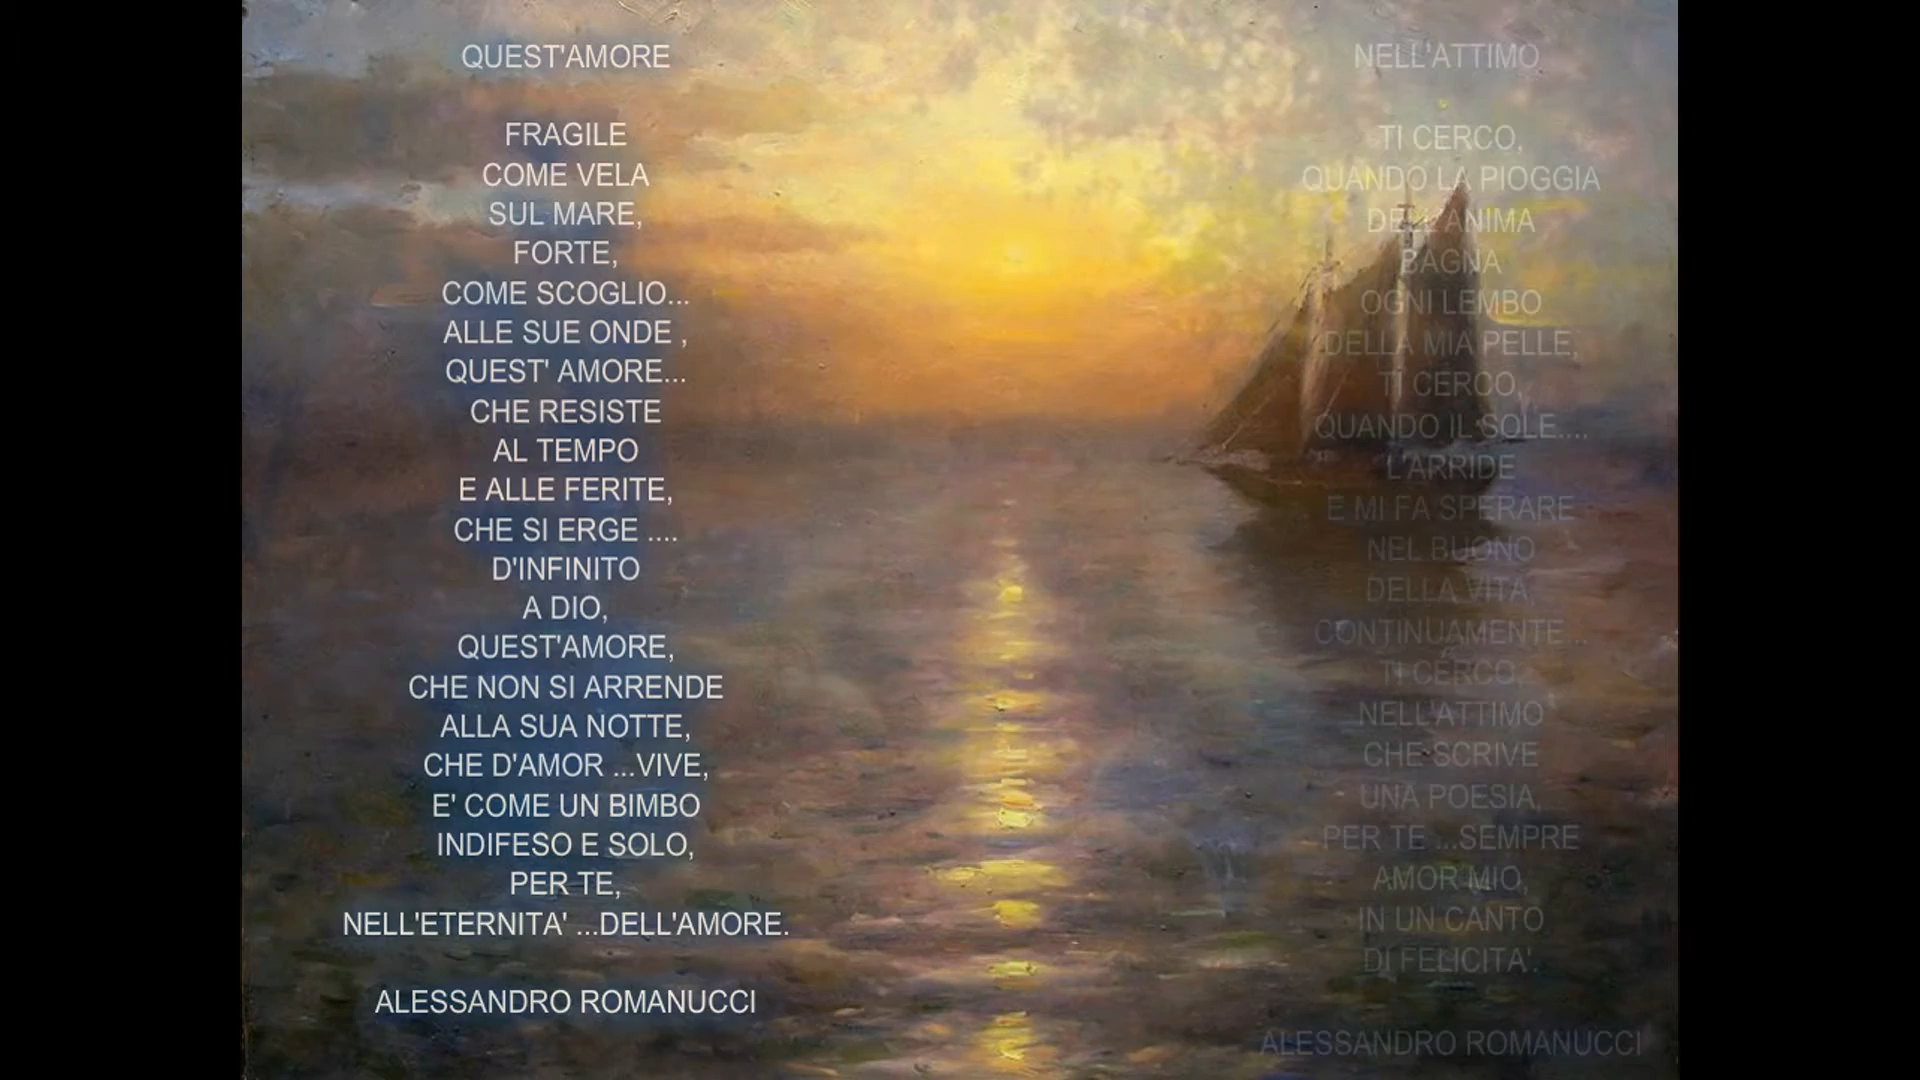 QUEST'AMORE
FRAGILE
COME VELA
SUL MARE,
FORTE,
COME SCOGLIO...
ALLE SUE ONDE ,
QUEST' AMORE...
CHE RESISTE
AL TEMPO
E ALLE FERITE,
CHE SI ERGE ....
D'INFINITO
A DIO,
QUEST'AMORE,
CHE NON SI ARRENDE
ALLA SUA NOTTE,
CHE D'AMOR ...VIVE,
E' COME UN BIMBO
INDIFESO E SOLO,
PER TE,
NELL'ETERNITA' ...DELL'AMORE.
ALESSANDRO ROMANUCCI
NELL'ATTIMO
TI CERCO,
QUANDO LA PIOGGIA
DELL'ANIMA
BAGNA
OGNI LEMBO
DELLA MIA PELLE,
TI CERCO,
QUANDO IL SOLE....
L'ARRIDE
E MI FA SPERARE
NEL BUONO
DELLA VITA,
CONTINUAMENTE...
TI CERCO,
NELL'ATTIMO
CHE SCRIVE
UNA POESIA,
PER TE ...SEMPRE
AMOR MIO,
IN UN CANTO
DI FELICITA'.
ALESSANDRO ROMANUCCI